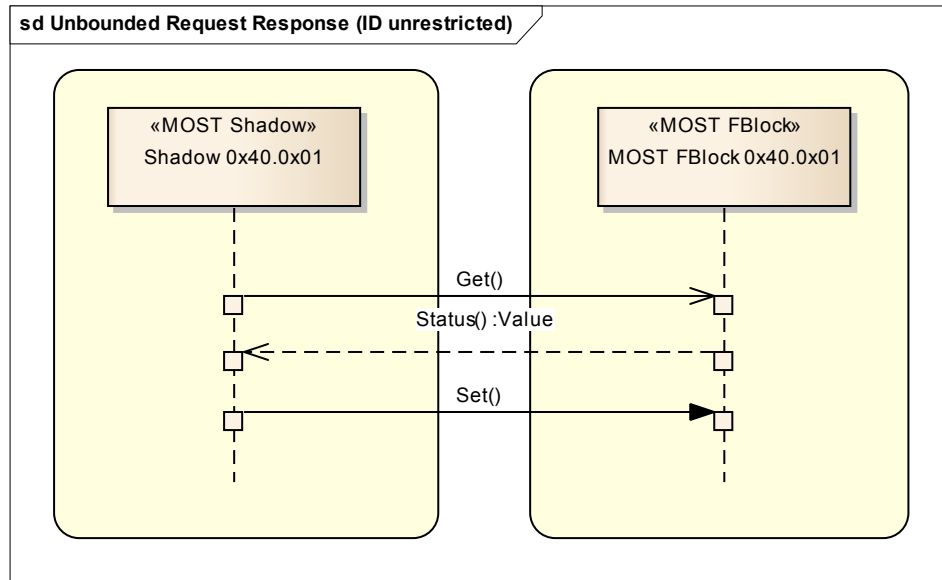 sd Unbounded Request Response (ID unrestricted)
«MOST Shadow»
Shadow 0x40.0x01
«MOST FBlock»
MOST FBlock 0x40.0x01
Get()
Status() :Value
Set()